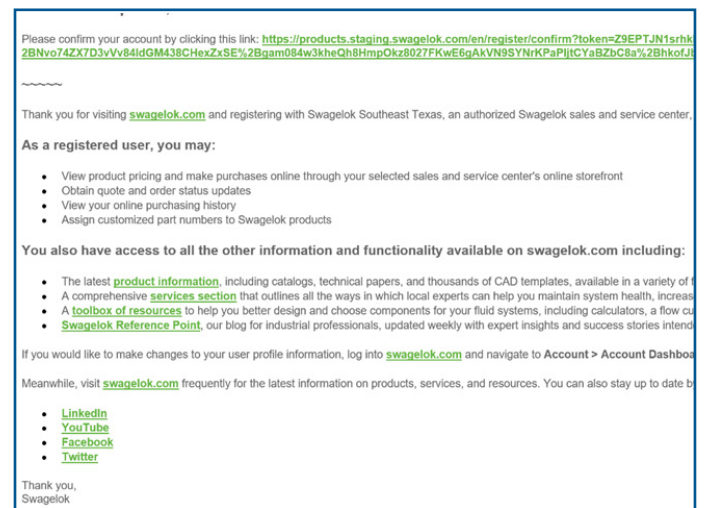 Please confirm your account by clicking this link: https://products.staging.swagelok.com/en/register/confirm?token=Z9EPTJN1srhk
2BNvo74ZX7D3vVv84ldGM438CHexZxSE%2Bgam084w3kheQh8HmpOkz8027FKwE6gAkVN9SYNrKPaPljtCYaBZbC8a%2BhkofJ
~~~~~
Thank you for visiting swagelok.com and registering with Swagelok Southeast Texas, an authorized Swagelok sales and service center,
As a registered user, you may:
• View product pricing and make purchases online through your selected sales and service center's online storefront
• Obtain quote and order status updates
• View your online purchasing history
• Assign customized part numbers to Swagelok products
You also have access to all the other information and functionality available on swagelok.com including:
• The latest product information, including catalogs, technical papers, and thousands of CAD templates, available in a variety of
• A comprehensive services section that outlines all the ways in which local experts can help you maintain system health, increas
• A toolbox of resources to help you better design and choose components for your fluid systems, including calculators, a flow cu
• Swagelok Reference Point, our blog for industrial professionals, updated weekly with expert insights and success stories intend
If you would like to make changes to your user profile information, log into swagelok.com and navigate to Account > Account Dashboa
Meanwhile, visit swagelok.com frequently for the latest information on products, services, and resources. You can also stay up to date b
• LinkedIn
• YouTube
• Facebook
• Twitter
Thank you,
Swagelok